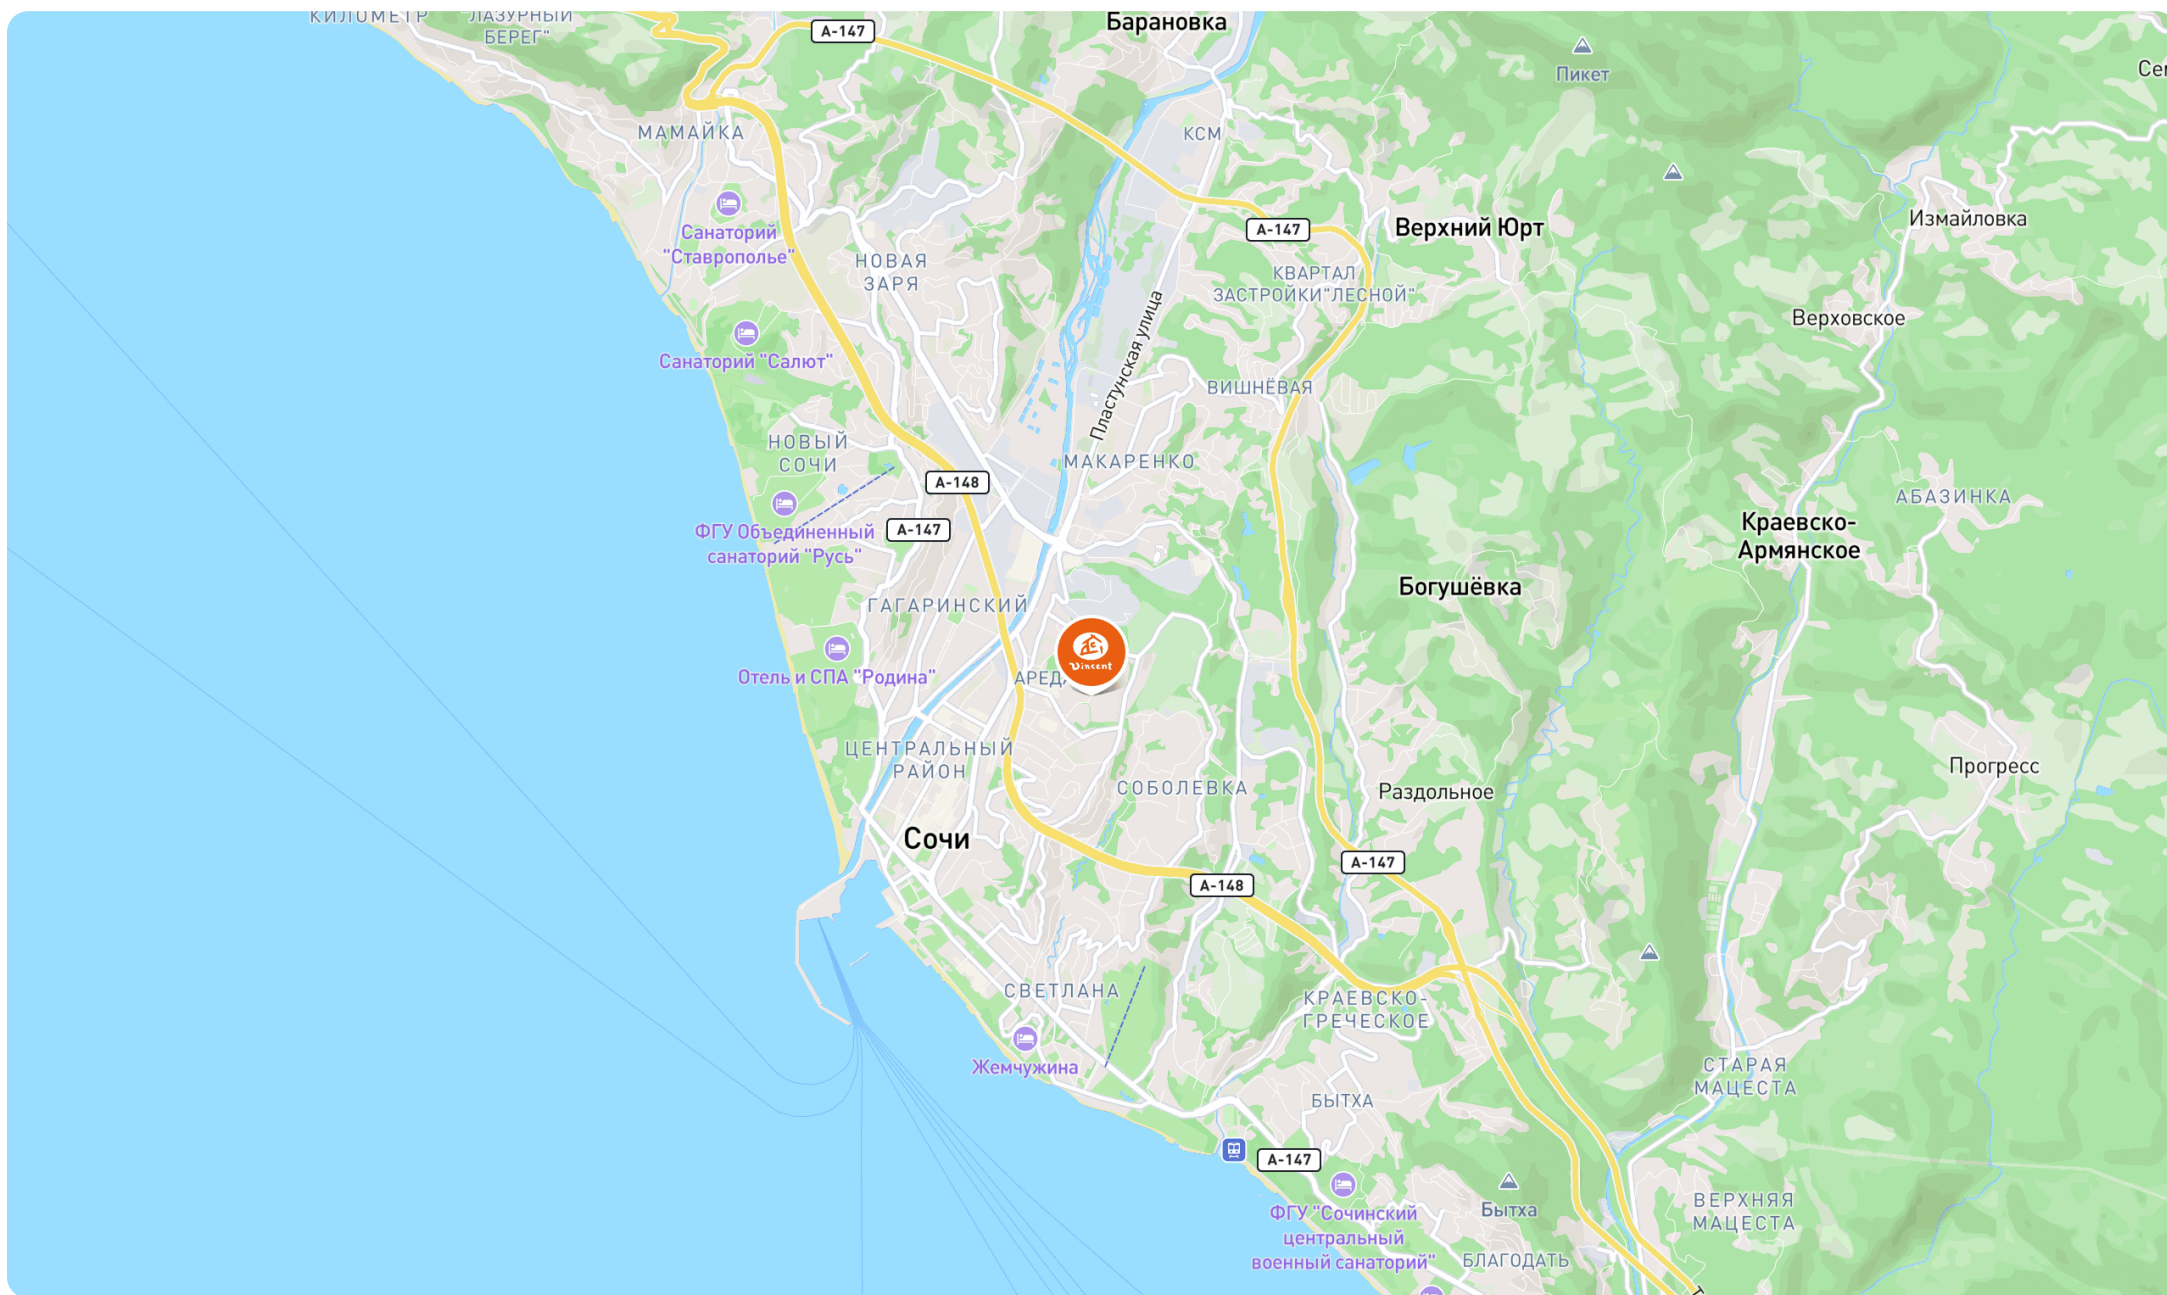 КИЛОМЕТР
ЛАЗУРНЫЙ
БЕРЕГ"
А-147
Барановка
Пикет
МАМАЙКА
КСМ
Санаторий
"Ставрополье"
НОВАЯ
ЗАРЯ
А-147
Верхний Юрт
Измайловка
КВАРТАЛ
ЗАСТРОЙКИ"ЛЕСНОЙ"
Верховское
Санаторий "Салют"
Пластунская улица
ВИШНЁВАЯ
НОВЫЙ
СОЧИ
МАКАРЕНКО
А-148
А-147
АБАЗИНКА
Краевско-
Армянское
ФГУ Объединенный
санаторий "Русь"
Богушёвка
ГАГАРИНСКИЙ
Vincent
Отель и СПА "Родина"
ЦЕНТРАЛЬНЫЙ
РАЙОН
СОБОЛЕВКА
Раздольное
Прогресс
Сочи
А-147
А-148
СВЕТЛАНА
КРАЕВСКО-
ГРЕЧЕСКОЕ
Жемчужина
СТАРАЯ
МАЦЕСТА
БЫТХА
А-147
ФГУ "Сочинский
центральный
военный санаторий"
Бытха
ВЕРХНЯЯ
МАЦЕСТА
БЛАГОДАТЬ